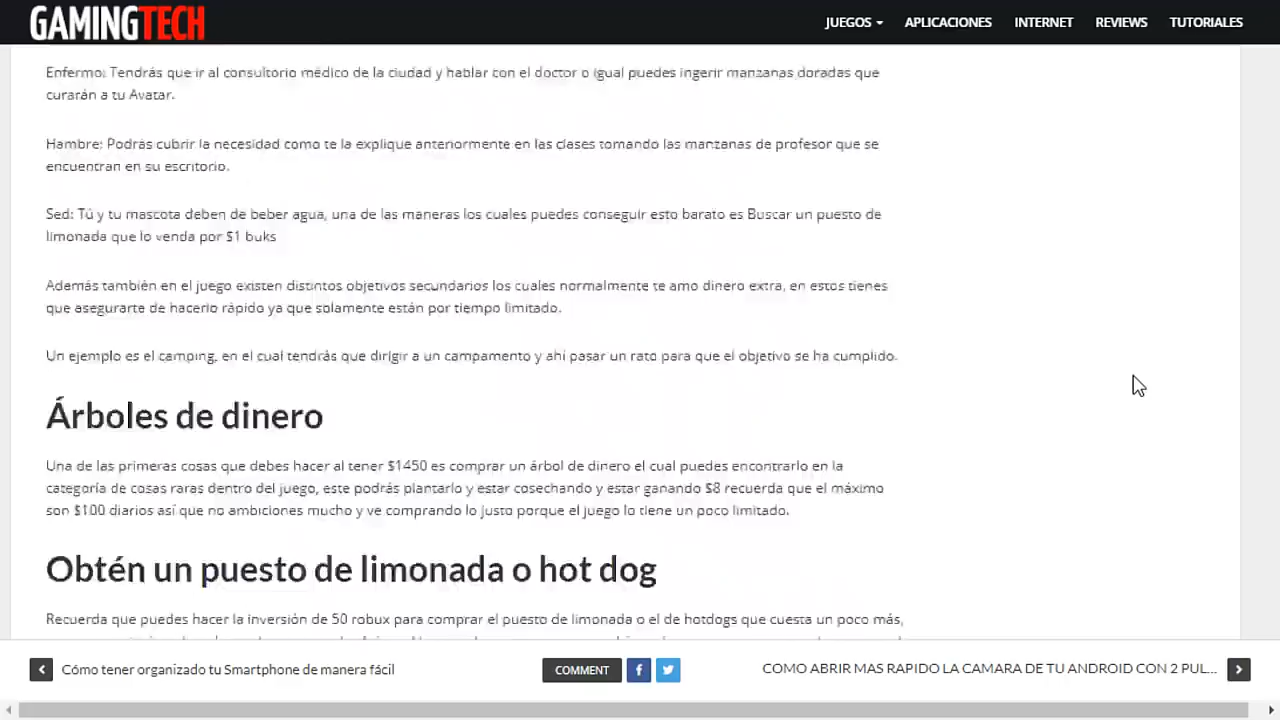 GAMINGTECH
JUEGOS APLICACIONES INTERNET REVIEWS TUTORIALES
Enfermo: Tendrás que ir al consultorio médico de la ciudad y hablar con el doctor o igual puedes ingerir manzanas doradas que
curarán a tu Avatar.
Hambre: Podrás cubrir la necesidad como te la explique anteriormente en las clases tomando las manzanas de profesor que se
encuentran en su escritorio.
Sed: Tú y tu mascota deben de beber agua, una de las maneras los cuales puedes conseguir esto barato es Buscar un puesto de
limonada que lo venda por $1 buks
Además también en el juego existen distintos objetivos secundarios los cuales normalmente te amo dinero extra, en estos tienes
que asegurarte de hacerlo rápido ya que solamente están por tiempo limitado.
Un ejemplo es el camping, en el cual tendrás que dirigir a un campamento y ahí pasar un rato para que el objetivo se ha cumplido.
Árboles de dinero
Una de las primeras cosas que debes hacer al tener $1450 es comprar un árbol de dinero el cual puedes encontrarlo en la
categoría de cosas raras dentro del juego, este podrás plantarlo y estar cosechando y estar ganando $8 recuerda que el máximo
son $100 diarios así que no ambiciones mucho y ve comprando lo justo porque el juego lo tiene un poco limitado.
Obtén un puesto de limonada o hot dog
Recuerda que puedes hacer la inversión de 50 robux para comprar el puesto de limonada o el de hotdogs que cuesta un poco más,
Cómo tener organizado tu Smartphone de manera fácil
COMMENT
COMO ABRIR MAS RAPIDO LA CAMARA DE TU ANDROID CON 2 PUL...